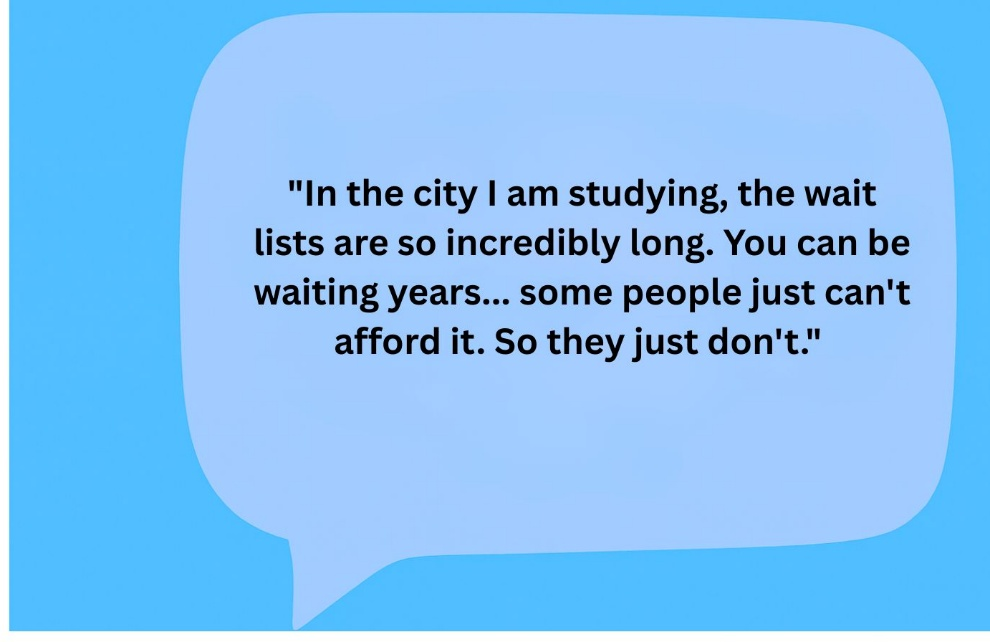 "In the city I am studying, the wait
lists are so incredibly long. You can be
waiting years... some people just can't
afford it. So they just don't."